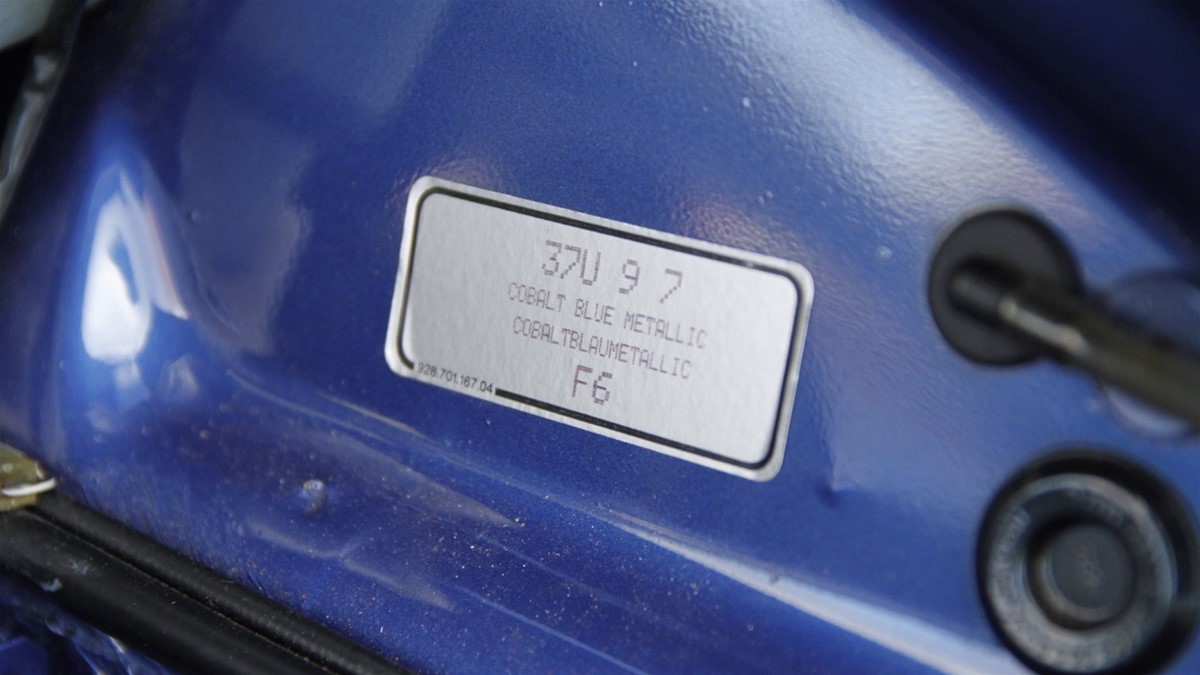 37U 9 7
COBALT BLUE METALLIC
COBALTBLAUMETALLIC
F6
928.701.167.04